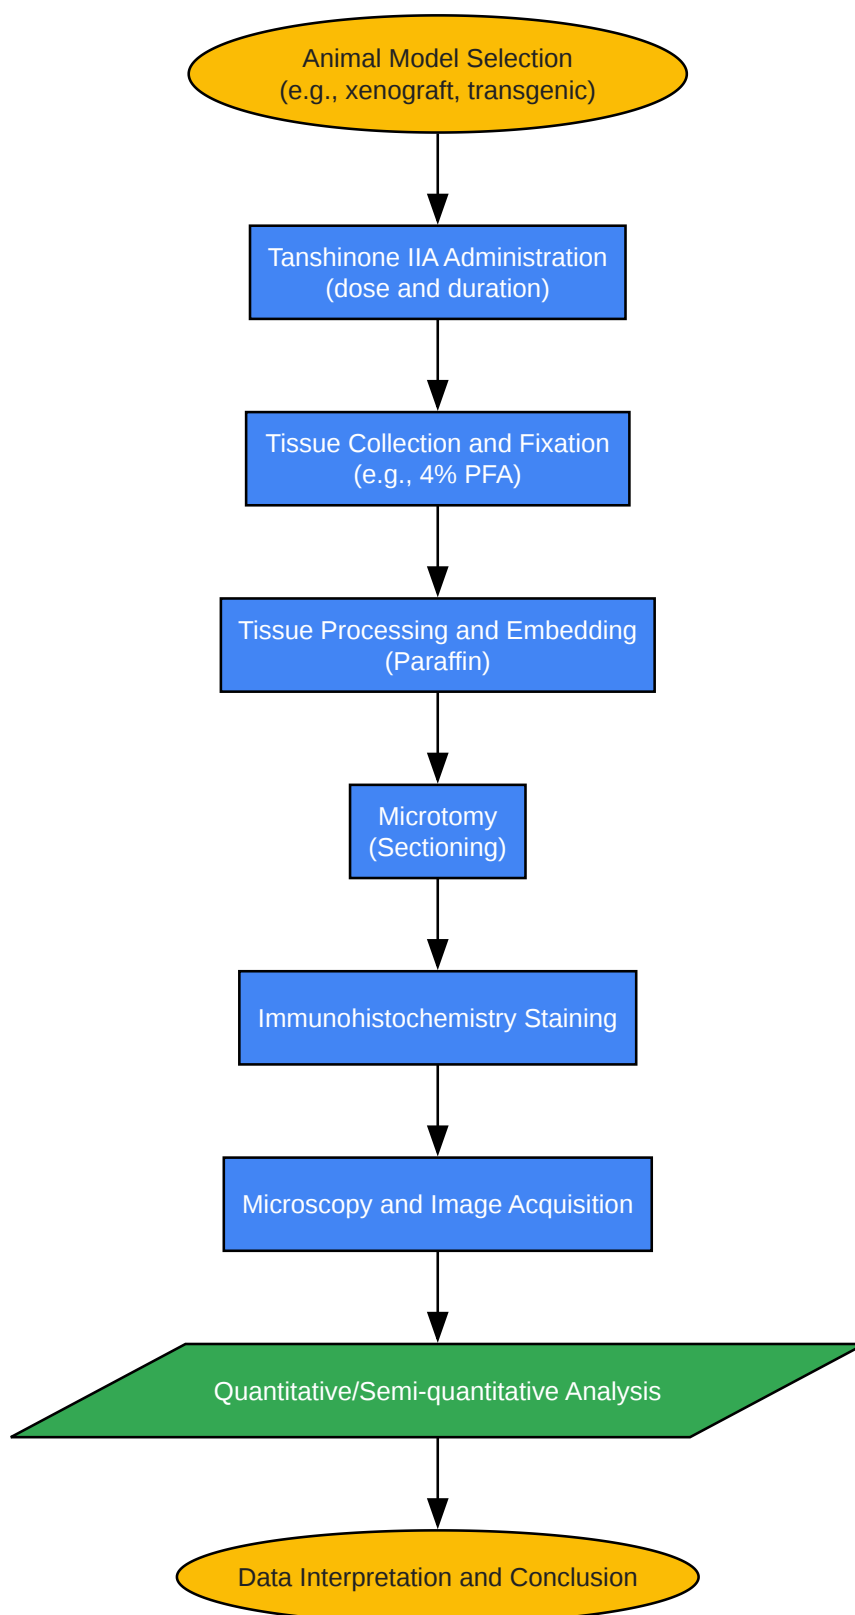 Animal Model Selection
(e.g., xenograft, transgenic)
Tanshinone IIA Administration
(dose and duration)
Tissue Collection and Fixation
(e.g., 4% PFA)
Tissue Processing and Embedding
(Paraffin)
Microtomy
(Sectioning)
Immunohistochemistry Staining
Microscopy and Image Acquisition
Quantitative/Semi-quantitative Analysis
Data Interpretation and Conclusion